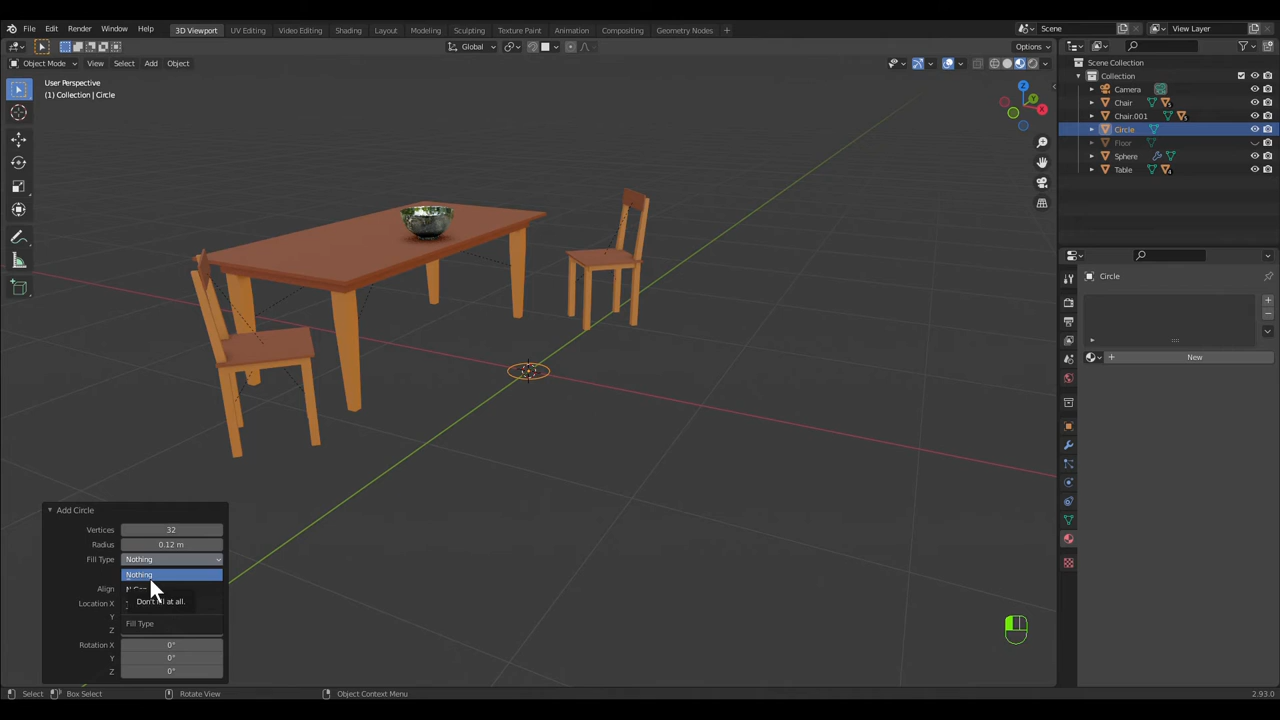 File Edit Render Window Help
3D Viewport UV Editing Video Editing Shading Layout Modeling Sculpting Texture Paint Animation Compositing Geometry Nodes +
Scene View Layer
Global Options
Object Mode View Select Add Object
User Perspective
(1) Collection | Circle
Z
Y
X
Scene Collection
Collection
Camera
Chair 5
Chair.001 5
Circle
Floor
Sphere
Table 4
Circle
New
Add Circle
Vertices 32
Radius 0.12 m
Fill Type Nothing
Nothing
Align
Don't fill at all.
Location X
Y Fill Type
Z
Rotation X 0°
Y 0°
Z 0°
Select Box Select Rotate View Object Context Menu 2.93.0